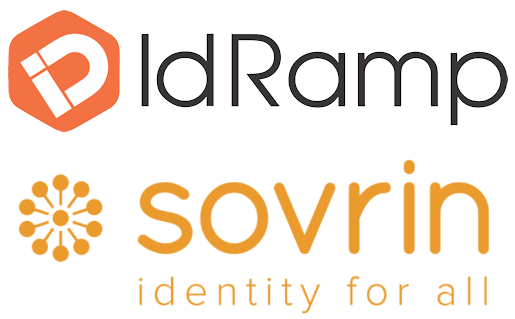 IdRamp
sovrin
identity for all